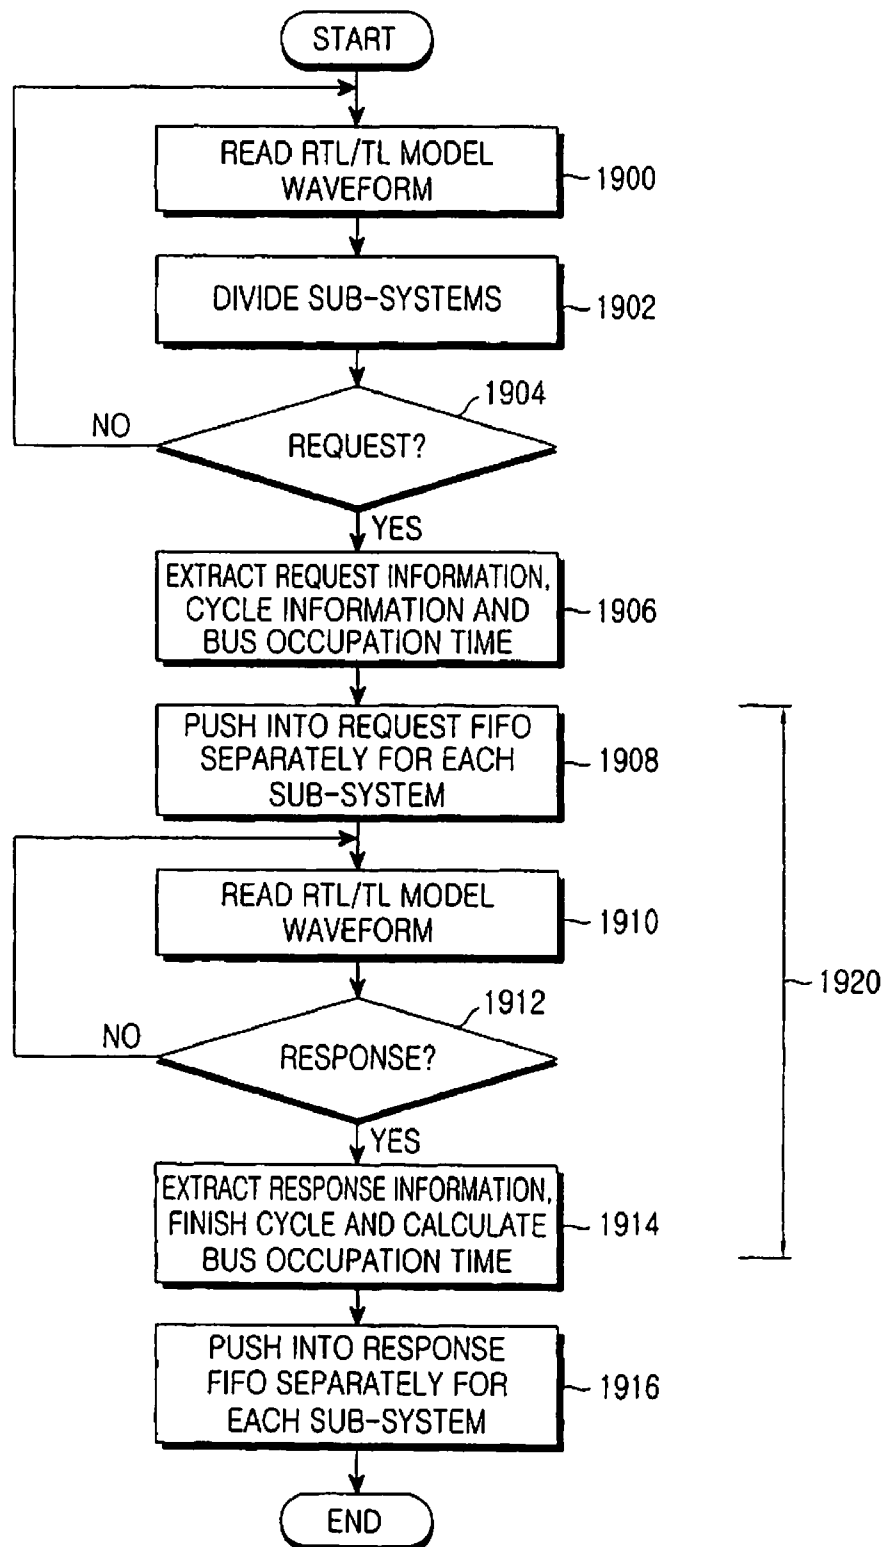 START
READ RTL/TL MODEL
WAVEFORM
1900
DIVIDE SUB-SYSTEMS
1902
1904
NO
REQUEST?
YES
EXTRACT REQUEST INFORMATION,
CYCLE INFORMATION AND
BUS OCCUPATION TIME
1906
PUSH INTO REQUEST FIFO
SEPARATELY FOR EACH
SUB-SYSTEM
1908
READ RTL/TL MODEL
WAVEFORM
1910
1920
1912
NO
RESPONSE?
YES
EXTRACT RESPONSE INFORMATION,
FINISH CYCLE AND CALCULATE
BUS OCCUPATION TIME
1914
PUSH INTO RESPONSE
FIFO SEPARATELY FOR
EACH SUB-SYSTEM
1916
END